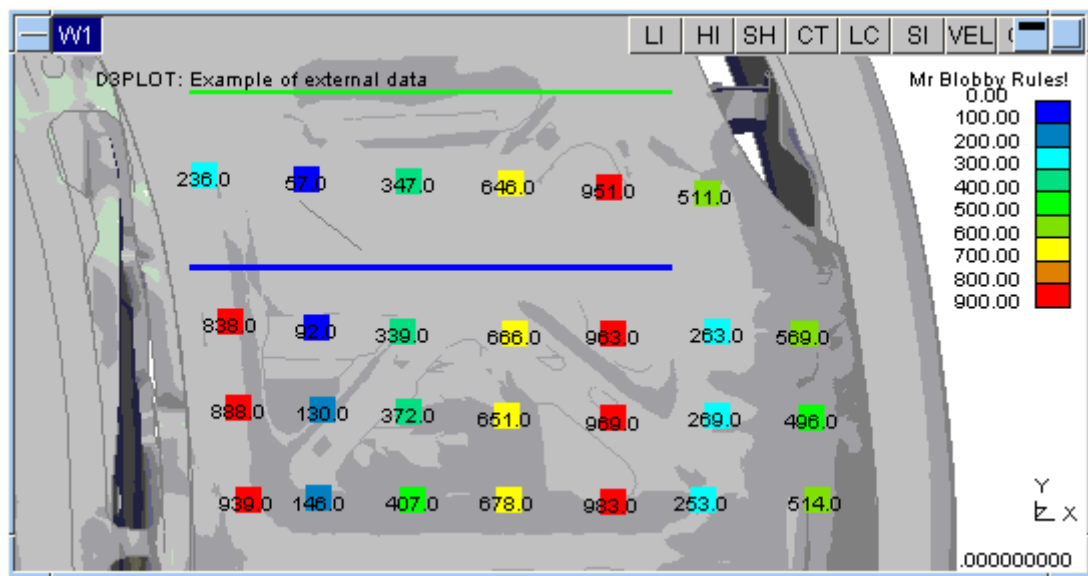 W1 LI HI SH CT LC SI VEL
D3PLOT: Example of external data
Mr Blobby Rules!
0.00
100.00
200.00
300.00
400.00
500.00
600.00
700.00
800.00
900.00
236.0 57.0 347.0 646.0 951.0 511.0
838.0 92.0 339.0 666.0 963.0 263.0 569.0
888.0 130.0 372.0 651.0 969.0 269.0 496.0
939.0 146.0 407.0 678.0 983.0 253.0 514.0
Y
Z X
.000000000